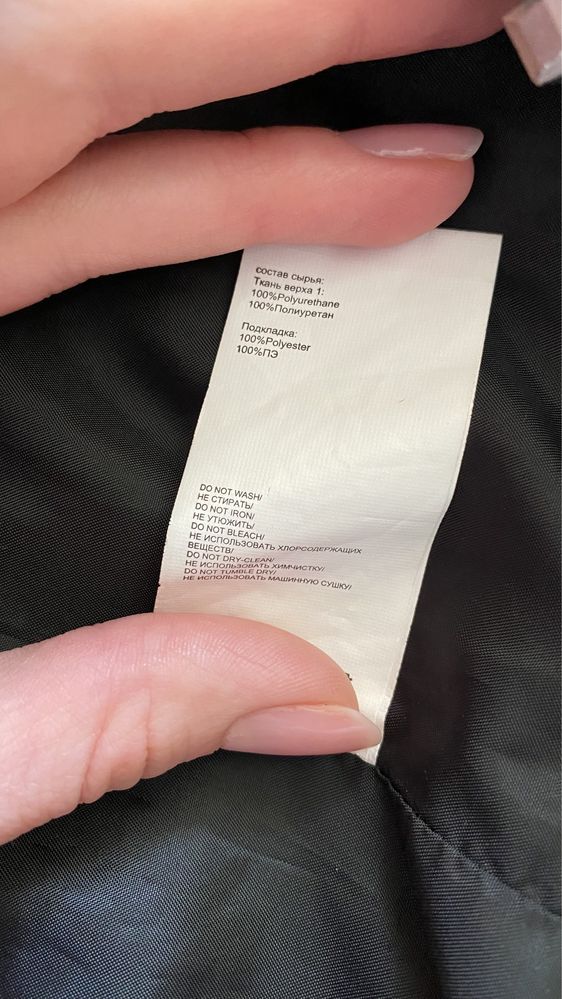 состав сырья:
Ткань верха 1:
100%Polyurethane
100%Полиуретан
Подкладка:
100%Polyester
100%ПЭ
DO NOT WASH/
НЕ СТИРАТЬ/
DO NOT IRON/
НЕ УТЮЖИТЬ/
DO NOT BLEACH/
НЕ ИСПОЛЬЗОВАТЬ ХЛОРСОДЕРЖАЩИХ
ВЕЩЕСТВ/
DO NOT DRY-CLEAN/
НЕ ИСПОЛЬЗОВАТЬ ХИМЧИСТКУ/
DO NOT TUMBLE DRY/
НЕ ИСПОЛЬЗОВАТЬ МАШИННУЮ СУШКУ/